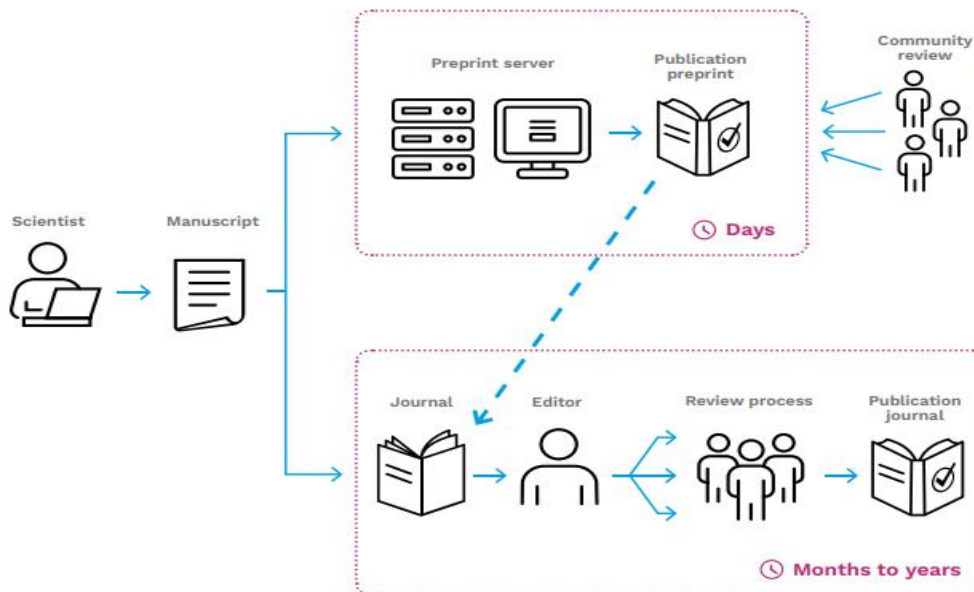 Scientist
Manuscript
Preprint server
Publication
preprint
Community
review
Days
Journal
Editor
Review process
Publication
journal
Months to years